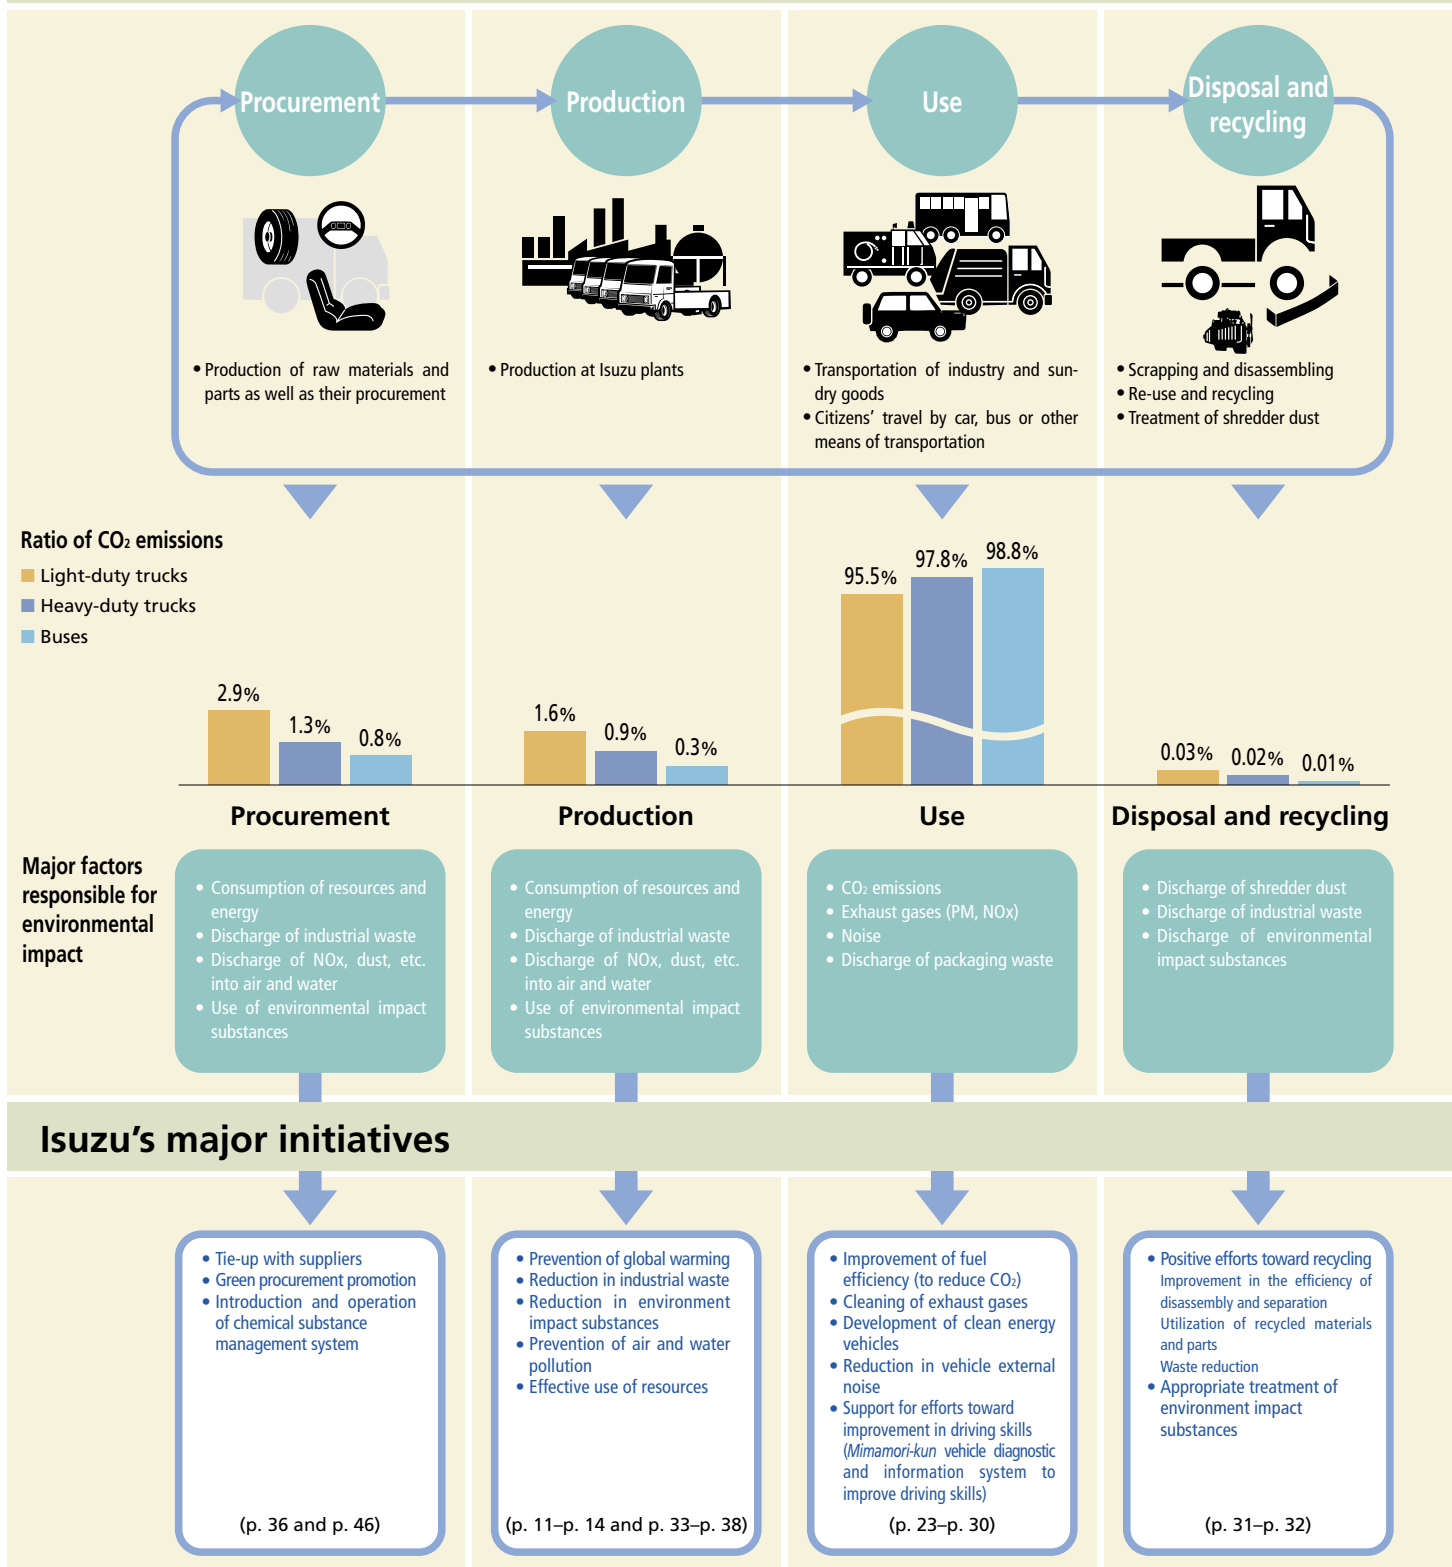 Procurement
Production
Use
Disposal and
recycling
• Production of raw materials and
parts as well as their procurement
• Production at Isuzu plants
• Transportation of industry and sun-
dry goods
• Citizens’ travel by car, bus or other
means of transportation
• Scrapping and disassembling
• Re-use and recycling
• Treatment of shredder dust
Ratio of CO2 emissions
Light-duty trucks
Heavy-duty trucks
Buses
2.9%
1.3%
0.8%
1.6%
0.9%
0.3%
95.5%
97.8%
98.8%
0.03%
0.02%
0.01%
Procurement
Production
Use
Disposal and recycling
Major factors
responsible for
environmental
impact
• Consumption of resources and
energy
• Discharge of industrial waste
• Discharge of NOx, dust, etc.
into air and water
• Use of environmental impact
substances
• Consumption of resources and
energy
• Discharge of industrial waste
• Discharge of NOx, dust, etc.
into air and water
• Use of environmental impact
substances
• CO2 emissions
• Exhaust gases (PM, NOx)
• Noise
• Discharge of packaging waste
• Discharge of shredder dust
• Discharge of industrial waste
• Discharge of environmental
impact substances
Isuzu’s major initiatives
• Tie-up with suppliers
• Green procurement promotion
• Introduction and operation
of chemical substance
management system
(p. 36 and p. 46)
• Prevention of global warming
• Reduction in industrial waste
• Reduction in environment
impact substances
• Prevention of air and water
pollution
• Effective use of resources
(p. 11–p. 14 and p. 33–p. 38)
• Improvement of fuel
efficiency (to reduce CO2)
• Cleaning of exhaust gases
• Development of clean energy
vehicles
• Reduction in vehicle external
noise
• Support for efforts toward
improvement in driving skills
(Mimamori-kun vehicle diagnostic
and information system to
improve driving skills)
(p. 23–p. 30)
• Positive efforts toward recycling
Improvement in the efficiency of
disassembly and separation
Utilization of recycled materials
and parts
Waste reduction
• Appropriate treatment of
environment impact
substances
(p. 31–p. 32)